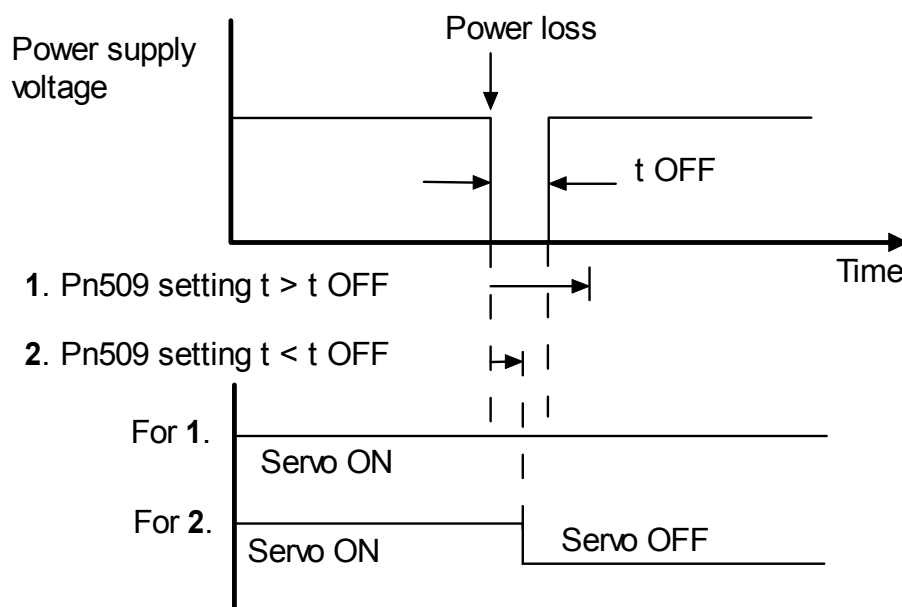 Power supply
voltage
Power loss
t OFF
Time
1. Pn509 setting t > t OFF
2. Pn509 setting t < t OFF
For 1.
Servo ON
For 2.
Servo ON
Servo OFF